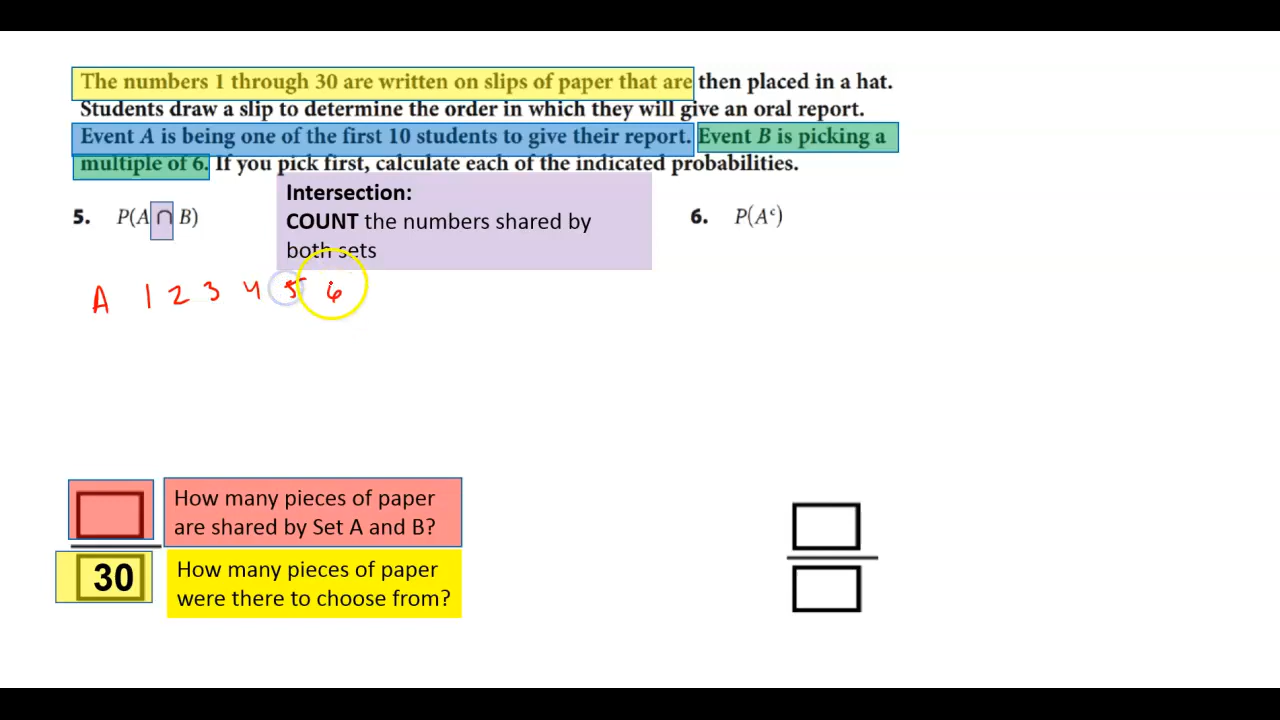 The numbers 1 through 30 are written on slips of paper that are then placed in a hat.
Students draw a slip to determine the order in which they will give an oral report.
Event A is being one of the first 10 students to give their report. Event B is picking a
multiple of 6. If you pick first, calculate each of the indicated probabilities.
5. P(A ∩ B)
Intersection:
COUNT the numbers shared by
both sets
6. P(Aᶜ)
A 1 2 3 4 5 6
How many pieces of paper
are shared by Set A and B?
30
How many pieces of paper
were there to choose from?